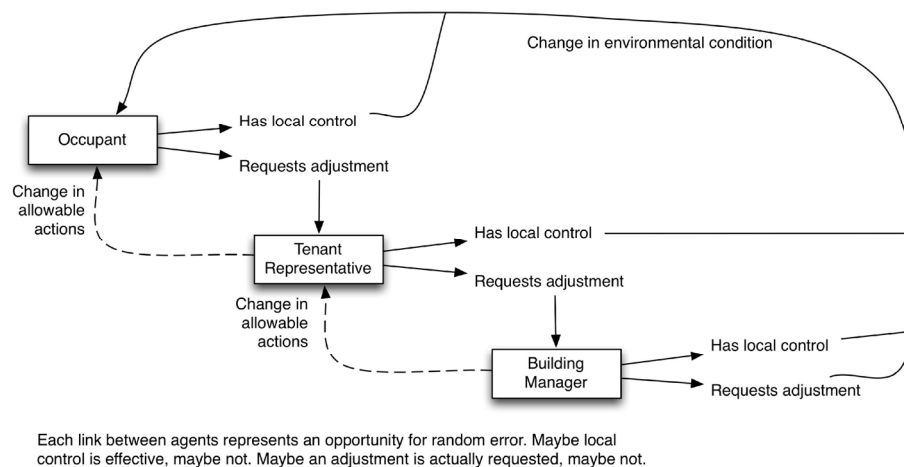 Change in environmental condition
Has local control
Occupant
Requests adjustment
Change in
allowable
actions
Has local control
Tenant
Representative
Requests adjustment
Change in
allowable
actions
Has local control
Building
Manager
Requests adjustment
Each link between agents represents an opportunity for random error. Maybe local
control is effective, maybe not. Maybe an adjustment is actually requested, maybe not.